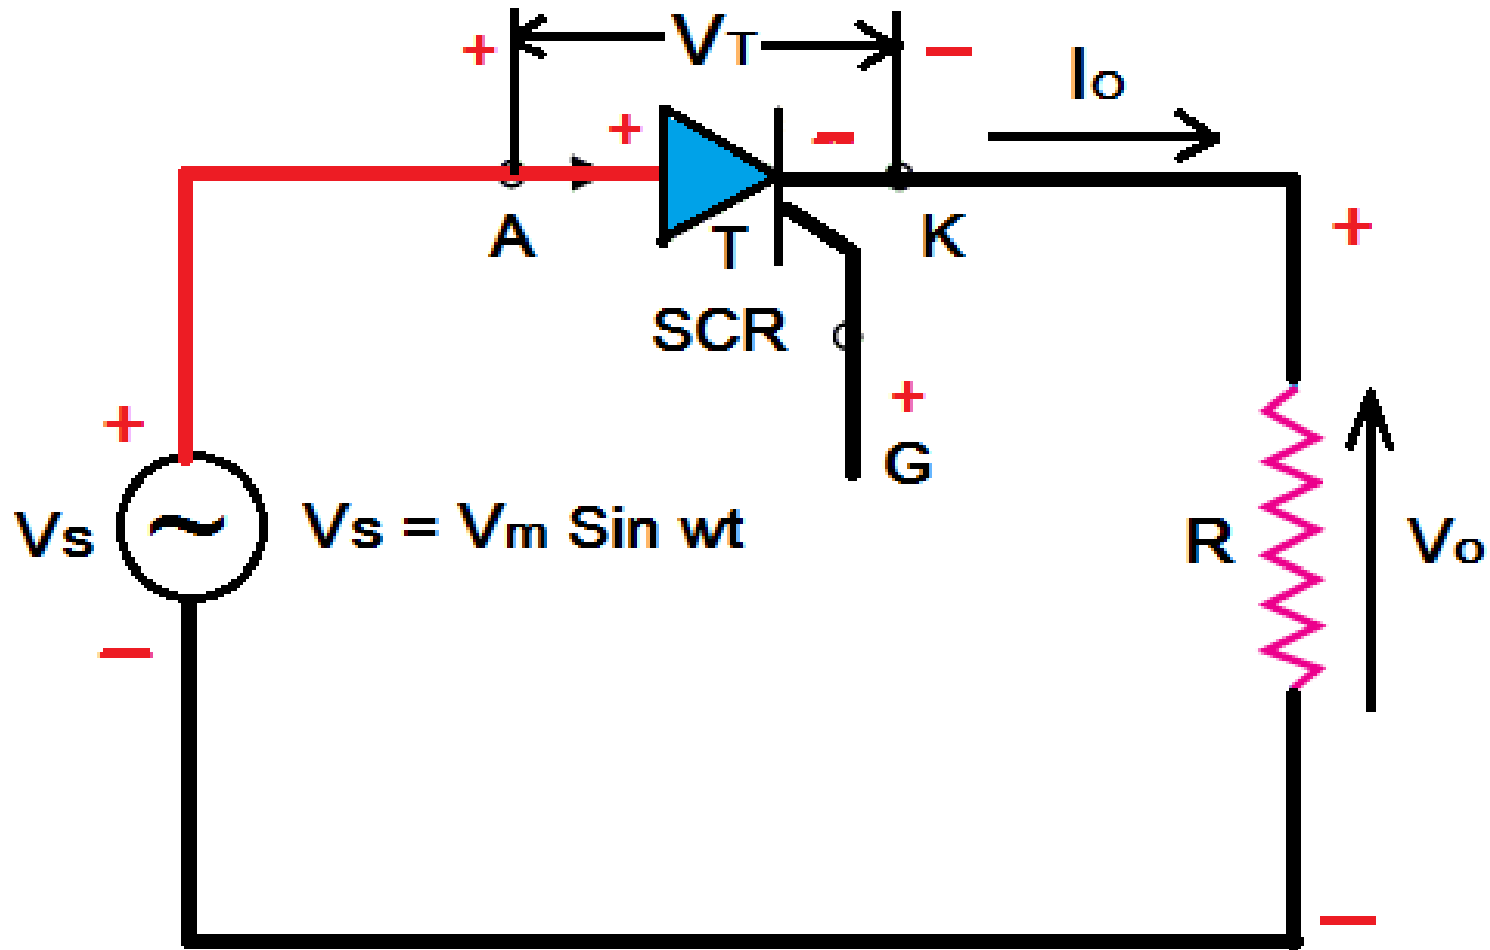 + VT −
Io
+ −
A T K
+
SCR
+
+
G
Vs ~ Vs = Vm Sin wt
R Vo
−
−